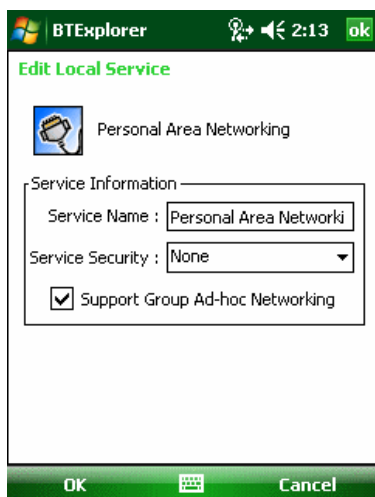 BTExplorer 2:13 ok
Edit Local Service
Personal Area Networking
Service Information
Service Name : Personal Area Networki
Service Security : None
Support Group Ad-hoc Networking
OK Cancel